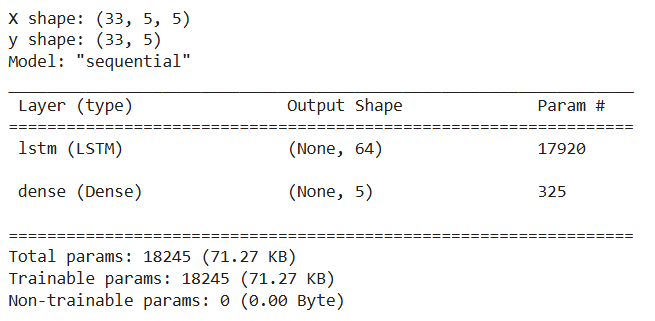 X shape: (33, 5, 5)
y shape: (33, 5)
Model: "sequential"
_________________________________________________________________
Layer (type) Output Shape Param #
=================================================================
lstm (LSTM) (None, 64) 17920
dense (Dense) (None, 5) 325
=================================================================
Total params: 18245 (71.27 KB)
Trainable params: 18245 (71.27 KB)
Non-trainable params: 0 (0.00 Byte)